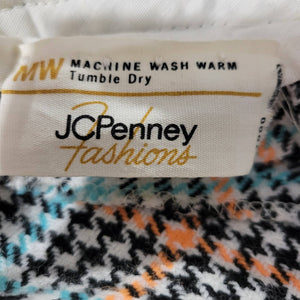 MW MACHINE WASH WARM
Tumble Dry
JCPenney
Fashions